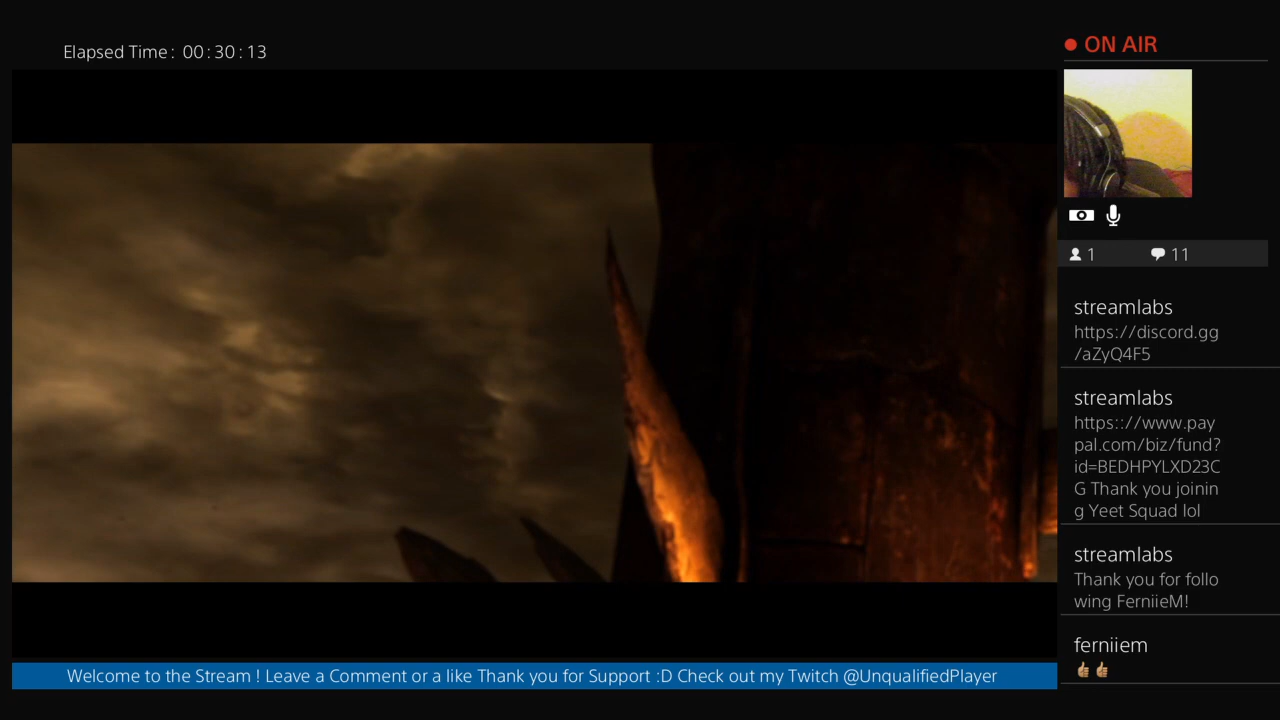 Elapsed Time: 00:30:13
ON AIR
1
11
streamlabs
https://discord.gg
/aZyQ4F5
streamlabs
https:://www.pay
pal.com/biz/fund?
id=BEDHPYLXD23C
G Thank you joinin
g Yeet Squad lol
streamlabs
Thank you for follo
wing FerniieM!
ferniiem
👍🏽👍🏽
Welcome to the Stream ! Leave a Comment or a like Thank you for Support :D Check out my Twitch @UnqualifiedPlayer